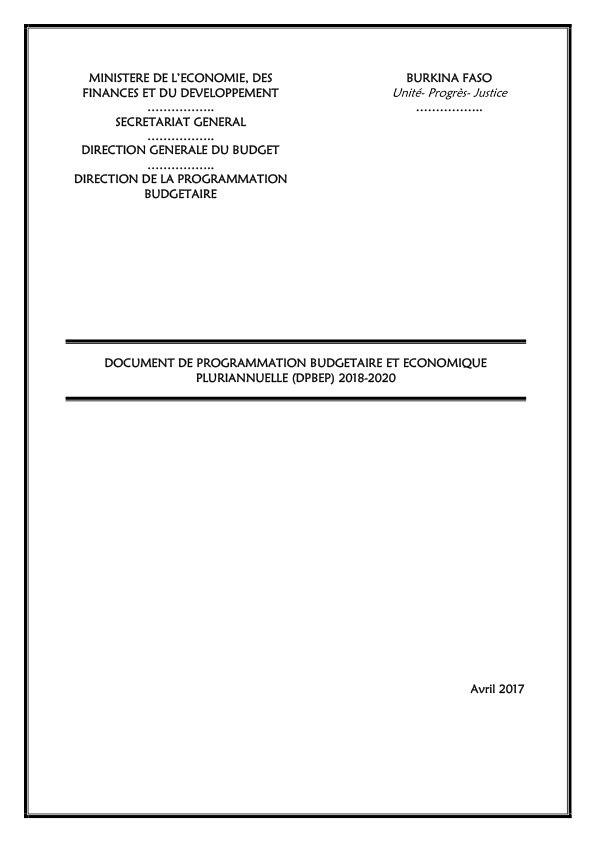 MINISTERE DE L'ECONOMIE, DES
FINANCES ET DU DEVELOPPEMENT
.................
SECRETARIAT GENERAL
.................
DIRECTION GENERALE DU BUDGET
.................
DIRECTION DE LA PROGRAMMATION
BUDGETAIRE
BURKINA FASO
Unité- Progrès- Justice
.................
DOCUMENT DE PROGRAMMATION BUDGETAIRE ET ECONOMIQUE
PLURIANNUELLE (DPBEP) 2018-2020
Avril 2017